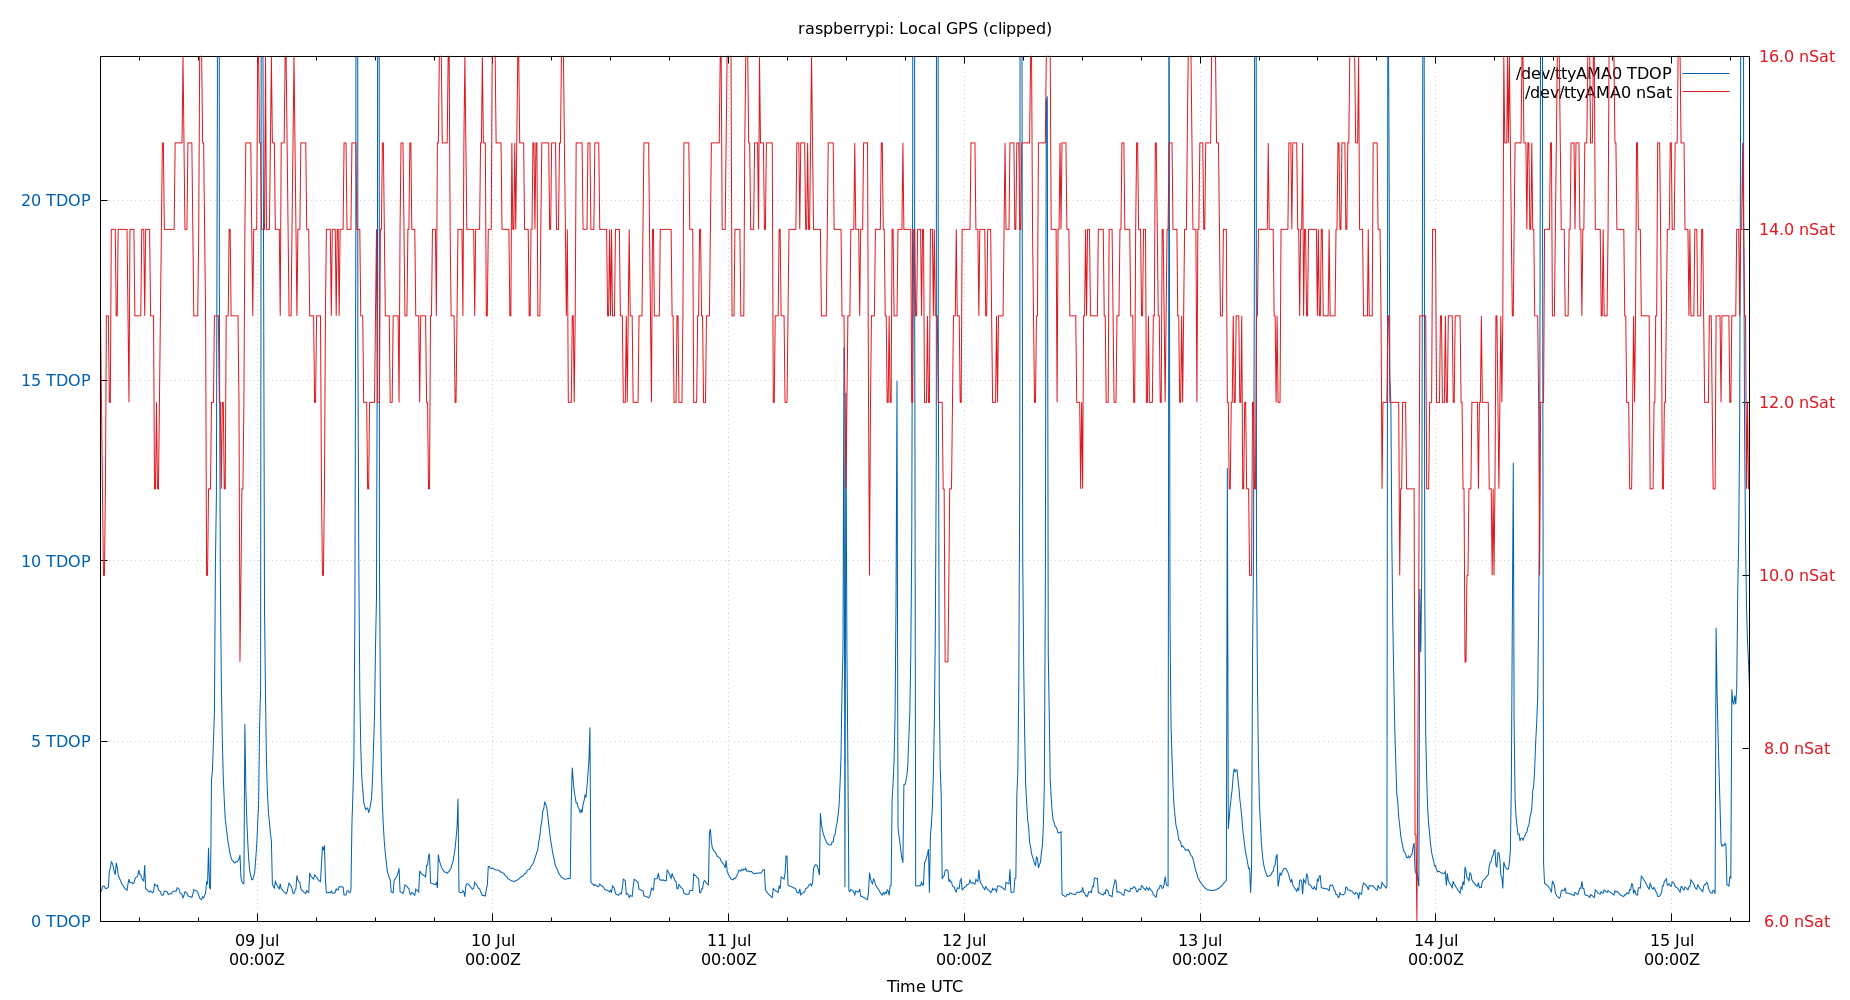 raspberrypi: Local GPS (clipped)
16.0 nSat
/dev/ttyAMA0 TDOP
/dev/ttyAMA0 nSat
20 TDOP
14.0 nSat
15 TDOP
12.0 nSat
10 TDOP
10.0 nSat
5 TDOP
8.0 nSat
0 TDOP
6.0 nSat
09 Jul
00:00Z
10 Jul
00:00Z
11 Jul
00:00Z
12 Jul
00:00Z
13 Jul
00:00Z
14 Jul
00:00Z
15 Jul
00:00Z
Time UTC